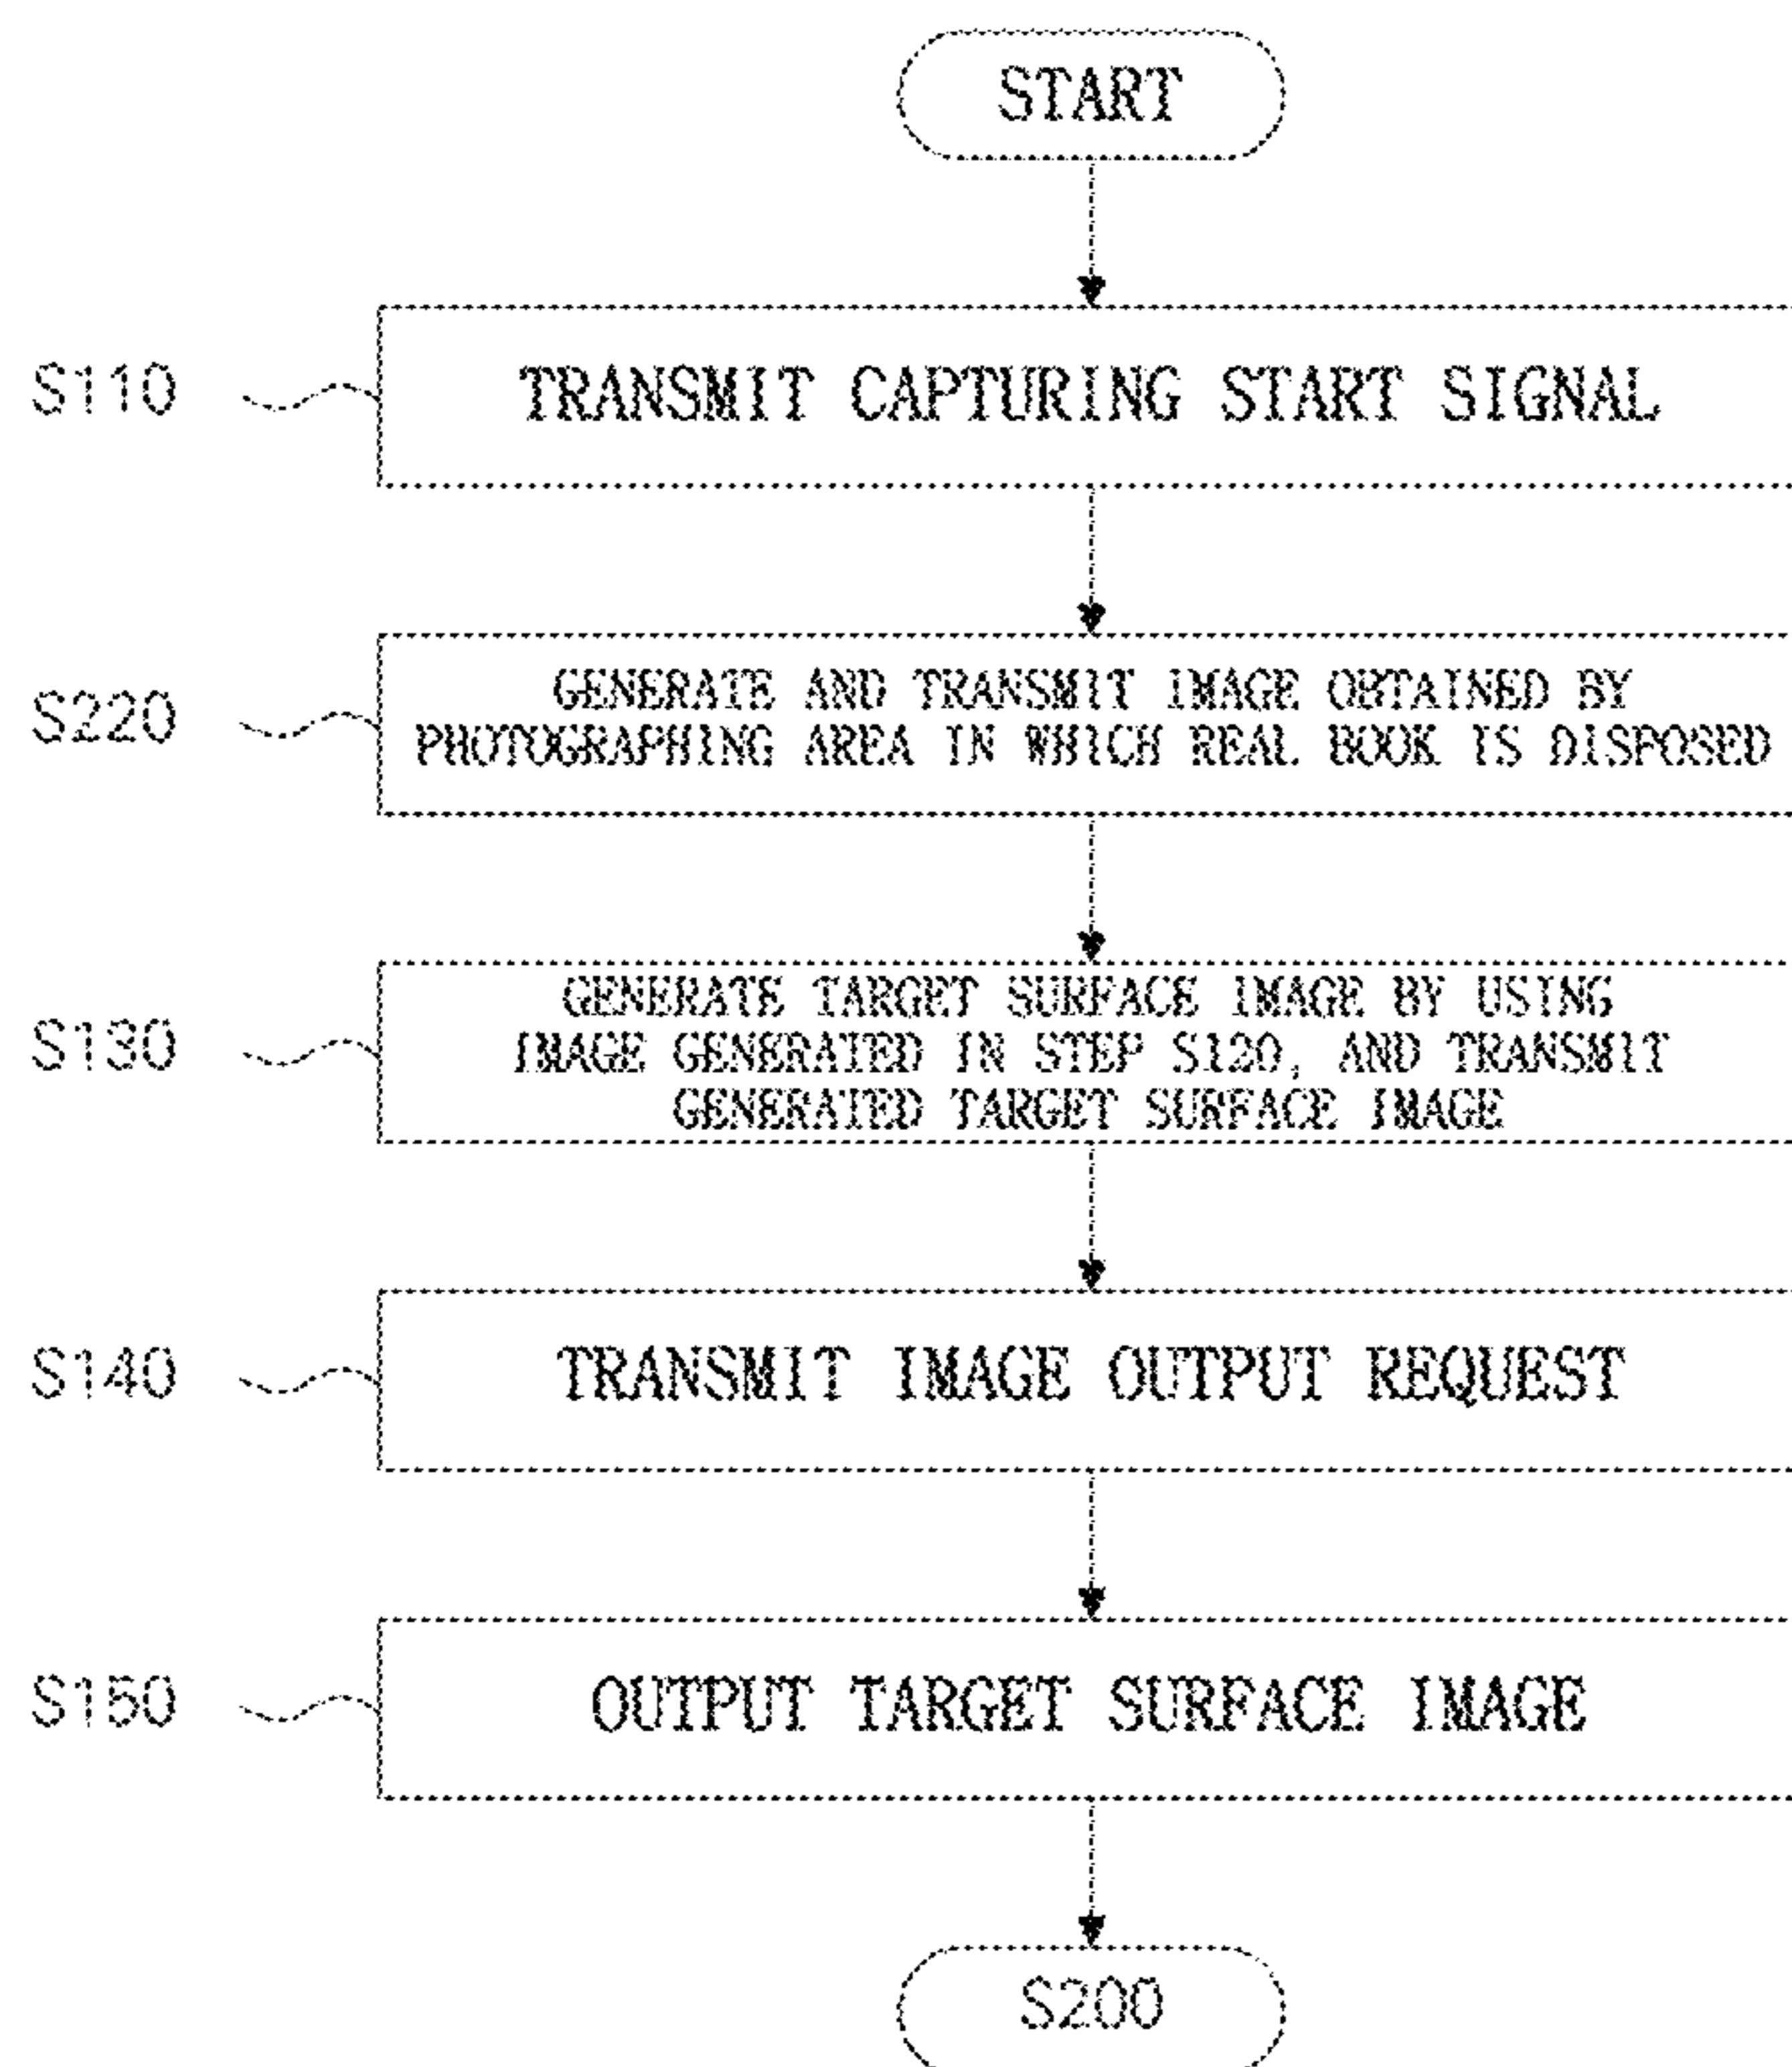 START
S110
TRANSMIT CAPTURING START SIGNAL
S220
GENERATE AND TRANSMIT IMAGE OBTAINED BY
PHOTOGRAPHING AREA IN WHICH REAL BOOK IS DISPOSED
S130
GENERATE TARGET SURFACE IMAGE BY USING
IMAGE GENERATED IN STEP S120, AND TRANSMIT
GENERATED TARGET SURFACE IMAGE
S140
TRANSMIT IMAGE OUTPUT REQUEST
S150
OUTPUT TARGET SURFACE IMAGE
S200